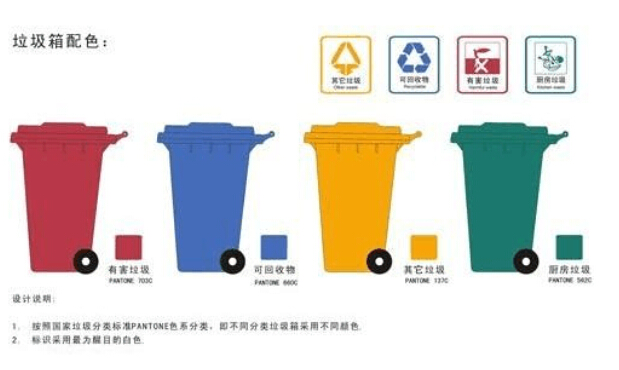 垃圾箱配色：
其它垃圾
Other waste
可回收物
Recyclable
有害垃圾
Harmful waste
厨房垃圾
Kitchen waste
有害垃圾
PANTONE 703C
可回收物
PANTONE 660C
其它垃圾
PANTONE 137C
厨房垃圾
PANTONE 562C
设计说明:
1. 按照国家垃圾分类标准PANTONE色系分类，即不同分类垃圾箱采用不同颜色.
2. 标识采用最为醒目的白色.